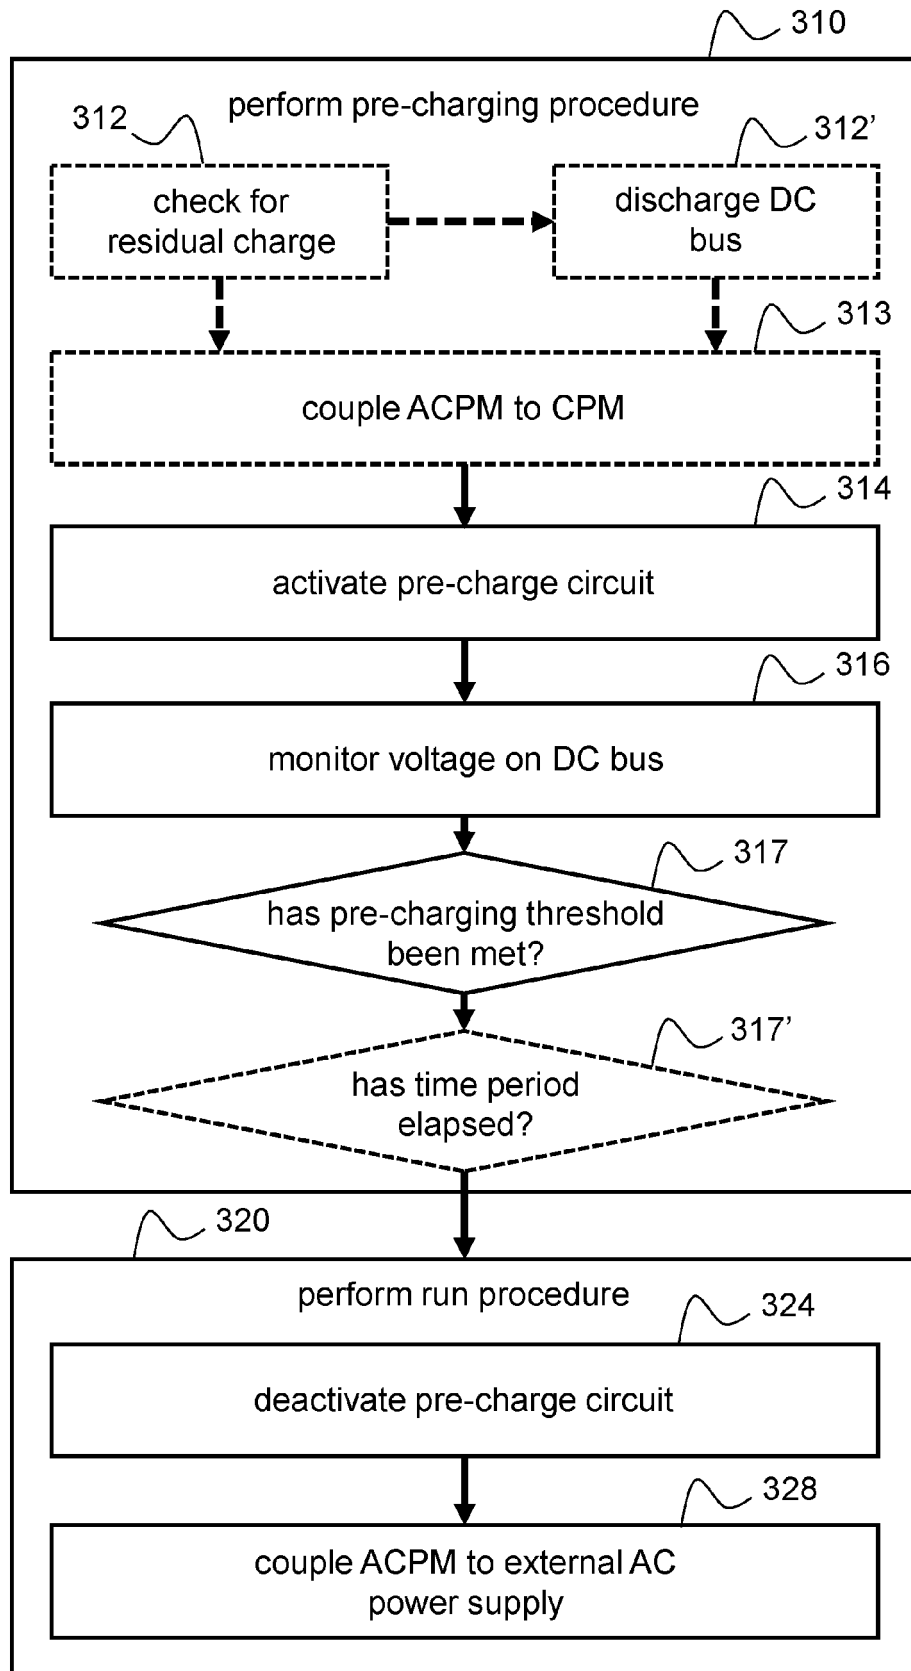 310
perform pre-charging procedure
312
312’
check for
residual charge
discharge DC
bus
313
couple ACPM to CPM
314
activate pre-charge circuit
316
monitor voltage on DC bus
317
has pre-charging threshold
been met?
317’
has time period
elapsed?
320
perform run procedure
324
deactivate pre-charge circuit
328
couple ACPM to external AC
power supply